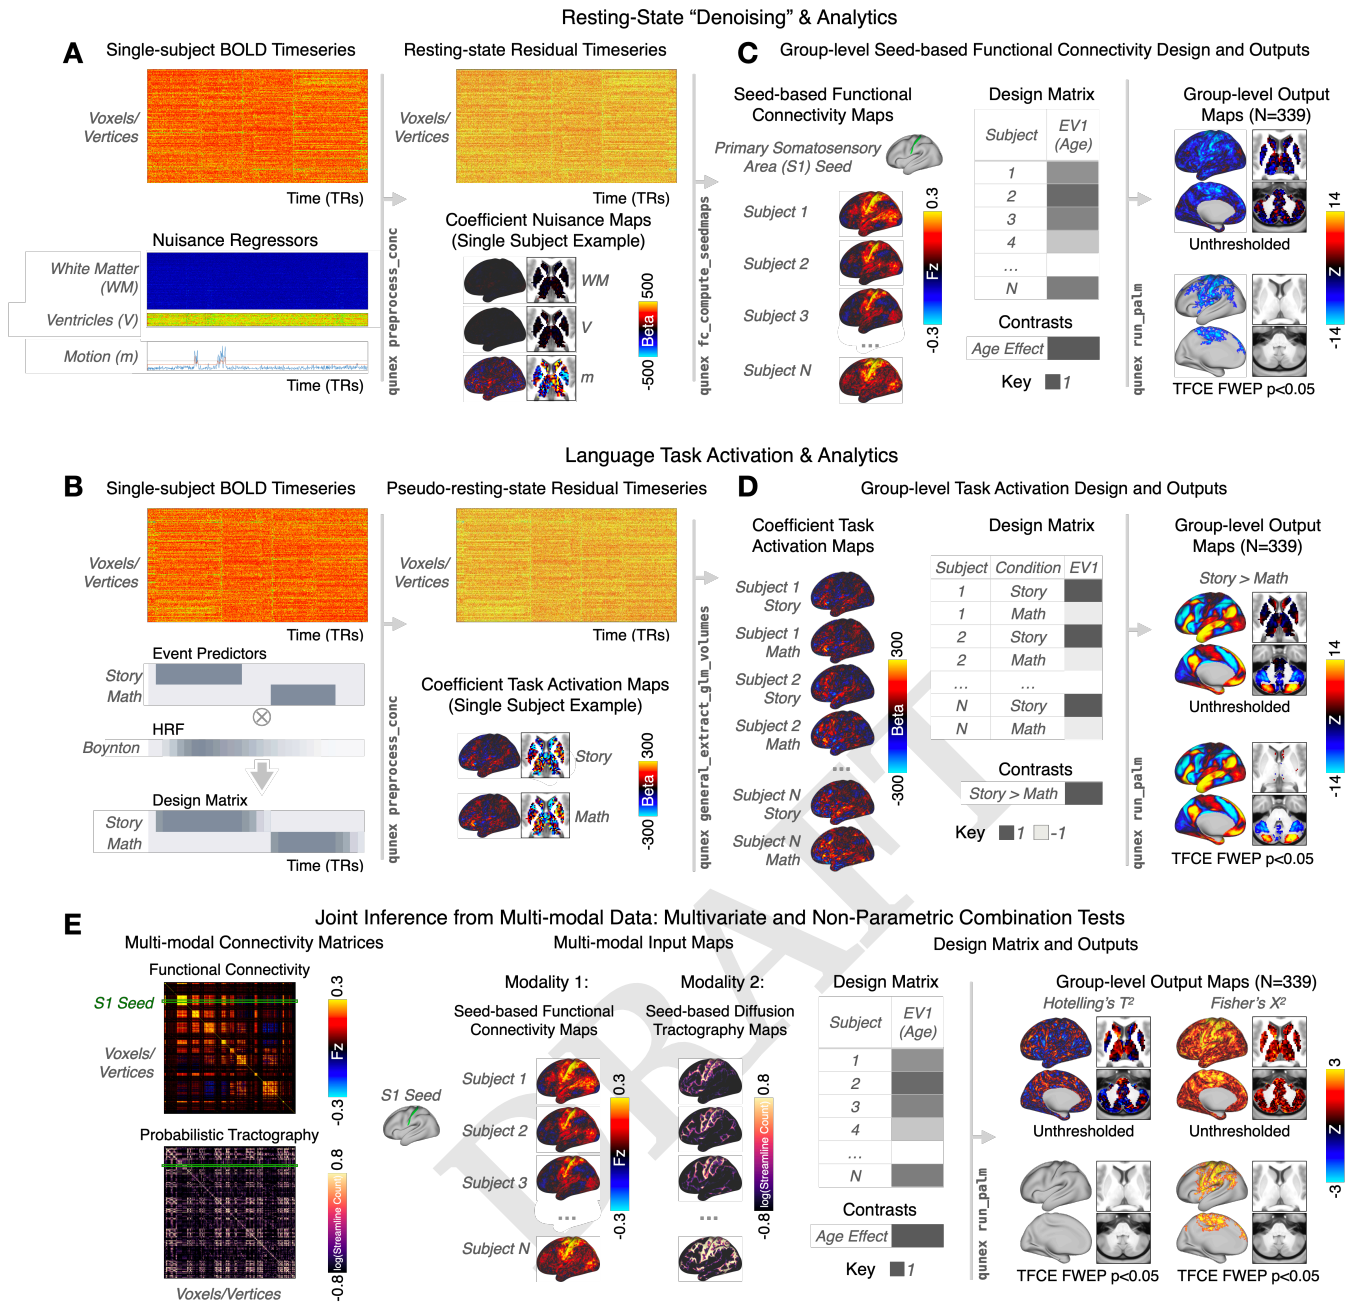 Resting-State “Denoising” & Analytics
A
Single-subject BOLD Timeseries
Voxels/
Vertices
Time (TRs)
Nuisance Regressors
White Matter
(WM)
Ventricles (V)
Motion (m)
Time (TRs)
qunex preprocess_conc
Resting-state Residual Timeseries
Voxels/
Vertices
Time (TRs)
Coefficient Nuisance Maps
(Single Subject Example)
WM
V
m
500
Beta
-500
qunex fc_compute_seedmaps
C
Group-level Seed-based Functional Connectivity Design and Outputs
Seed-based Functional
Connectivity Maps
Primary Somatosensory
Area (S1) Seed
Subject 1
Subject 2
Subject 3
...
Subject N
0.3
Fz
-0.3
Design Matrix
Subject
EV1
(Age)
1
2
3
4
...
N
Contrasts
Age Effect
Key 1
qunex run_palm
Group-level Output
Maps (N=339)
Unthresholded
TFCE FWEP p<0.05
14
Z
-14
Language Task Activation & Analytics
B
Single-subject BOLD Timeseries
Voxels/
Vertices
Time (TRs)
Event Predictors
Story
Math
HRF
Boynton
Design Matrix
Story
Math
Time (TRs)
qunex preprocess_conc
Pseudo-resting-state Residual Timeseries
Voxels/
Vertices
Time (TRs)
Coefficient Task Activation Maps
(Single Subject Example)
Story
Math
300
Beta
-300
qunex general_extract_glm_volumes
D
Group-level Task Activation Design and Outputs
Coefficient Task
Activation Maps
Subject 1
Story
Subject 1
Math
Subject 2
Story
Subject 2
Math
...
Subject N
Story
Subject N
Math
300
Beta
-300
Design Matrix
Subject Condition EV1
1 Story
1 Math
2 Story
2 Math
... ...
N Story
N Math
Contrasts
Story > Math
Key 1 -1
qunex run_palm
Group-level Output
Maps (N=339)
Story > Math
Unthresholded
TFCE FWEP p<0.05
14
Z
-14
E
Joint Inference from Multi-modal Data: Multivariate and Non-Parametric Combination Tests
Multi-modal Connectivity Matrices
Functional Connectivity
S1 Seed
Voxels/
Vertices
0.3
Fz
-0.3
Probabilistic Tractography
0.8
log(Streamline Count)
-0.8
Voxels/Vertices
Multi-modal Input Maps
S1 Seed
Modality 1:
Seed-based Functional
Connectivity Maps
Subject 1
Subject 2
Subject 3
...
Subject N
0.3
Fz
-0.3
Modality 2:
Seed-based Diffusion
Tractography Maps
...
0.8
log(Streamline Count)
-0.8
Design Matrix and Outputs
Design Matrix
Subject
EV1
(Age)
1
2
3
4
...
N
Contrasts
Age Effect
Key 1
qunex run_palm
Group-level Output Maps (N=339)
Hotelling's T²
Fisher's X²
Unthresholded
Unthresholded
TFCE FWEP p<0.05
TFCE FWEP p<0.05
3
Z
-3
DRAFT